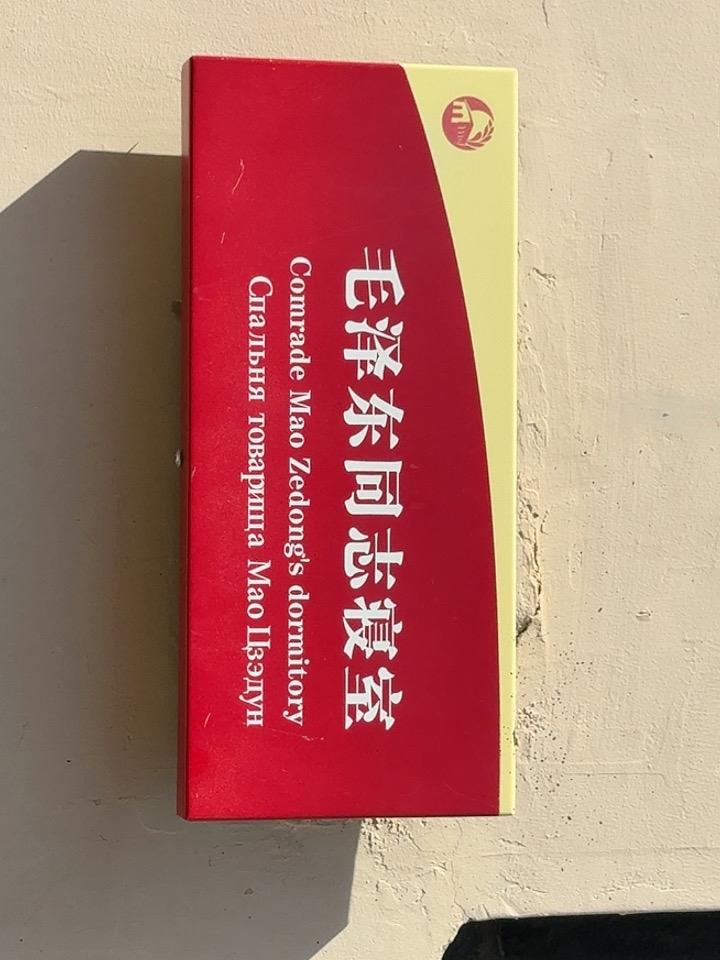 毛泽东同志寝室
Comrade Mao Zedong's dormitory
Спальня товарища Мао Цзэдун